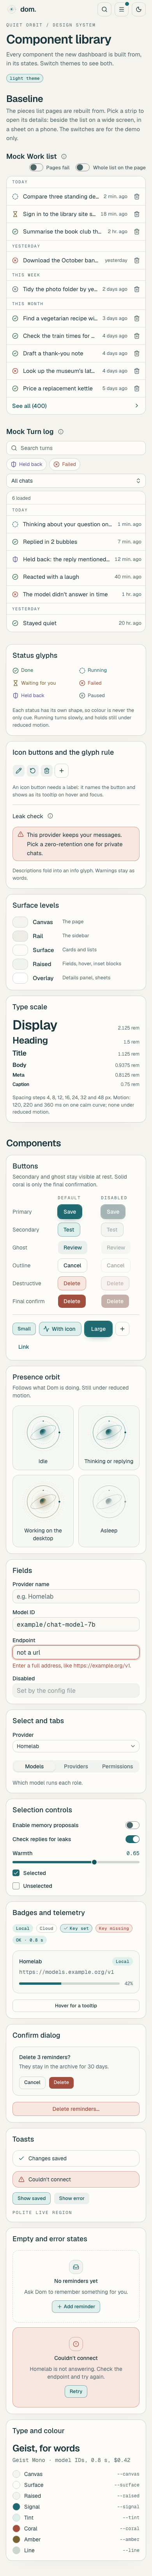 dom.
QUIET ORBIT / DESIGN SYSTEM
Component library
Every component the new dashboard is built from,
in its states. Switch themes to see both.
light theme
Baseline
The pieces list pages are rebuilt from. Pick a strip to
open its details: beside the list on a wide window, in
a sheet on a phone. The switches are for the demo
only.
Mock Work list
Pages fail
Whole list on the page
TODAY
Compare three standing de... 2 min. ago
Sign in to the library site s... 18 min. ago
Summarise the book club th... 2 hr. ago
YESTERDAY
Download the October ban... yesterday
THIS WEEK
Tidy the photo folder by ye... 2 days ago
THIS MONTH
Find a vegetarian recipe wi... 3 days ago
Check the train times for ... 4 days ago
Draft a thank-you note 4 days ago
Look up the museum's lat... 4 days ago
Price a replacement kettle 5 days ago
See all (400)
Mock Turn log
Search turns
Held back
Failed
All chats
6 loaded
TODAY
Thinking about your question on... 1 min. ago
Replied in 2 bubbles 7 min. ago
Held back: the reply mentioned... 12 min. ago
Reacted with a laugh 40 min. ago
The model didn't answer in time 1 hr. ago
YESTERDAY
Stayed quiet 20 hr. ago
Status glyphs
Done
Running
Waiting for you
Failed
Held back
Paused
Each status has its own shape, so colour is never the
only cue. Running turns slowly, and holds still under
reduced motion.
Icon buttons and the glyph rule
An icon button needs a label: it names the button and
shows as its tooltip on hover and focus.
Leak check
This provider keeps your messages.
Pick a zero-retention one for private
chats.
Descriptions fold into an info glyph. Warnings stay as
words.
Surface levels
Canvas The page
Rail The sidebar
Surface Cards and lists
Raised Fields, hover, inset blocks
Overlay Detail panels, sheets
Type scale
Display 2.125 rem
Heading 1.5 rem
Title 1.125 rem
Body 0.9375 rem
Meta 0.8125 rem
Caption 0.75 rem
Spacing steps 4, 8, 12, 16, 24, 32 and 48 px. Motion:
120, 220 and 360 ms on one calm curve, none under
reduced motion.
Components
Buttons
Secondary and ghost stay visible at rest. Solid
coral is only the final confirmation.
DEFAULT DISABLED
Primary Save Save
Secondary Test Test
Ghost Review Review
Outline Cancel Cancel
Destructive Delete Delete
Final confirm Delete Delete
Small
With icon
Large
Link
Presence orbit
Follows what Dom is doing. Still under reduced
motion.
Idle
Thinking or replying
Working on the
desktop
Asleep
Fields
Provider name
e.g. Homelab
Model ID
example/chat-model-7b
Endpoint
not a url
Enter a full address, like https://example.org/v1.
Disabled
Set by the config file
Select and tabs
Provider
Homelab
Models Providers Permissions
Which model runs each role.
Selection controls
Enable memory proposals
Check replies for leaks
Warmth 0.65
Selected
Unselected
Badges and telemetry
Local
Cloud
Key set
Key missing
OK · 0.8 s
Homelab Local
https://models.example.org/v1
42%
Hover for a tooltip
Confirm dialog
Delete 3 reminders?
They stay in the archive for 30 days.
Cancel
Delete
Delete reminders...
Toasts
Changes saved
Couldn't connect
Show saved
Show error
POLITE LIVE REGION
Empty and error states
No reminders yet
Ask Dom to remember something for you.
Add reminder
Couldn't connect
Homelab is not answering. Check the
endpoint and try again.
Retry
Type and colour
Geist, for words
Geist Mono · model IDs, 0.8 s, $0.42
Canvas --canvas
Surface --surface
Raised --raised
Signal --signal
Tint --tint
Coral --coral
Amber --amber
Line --line